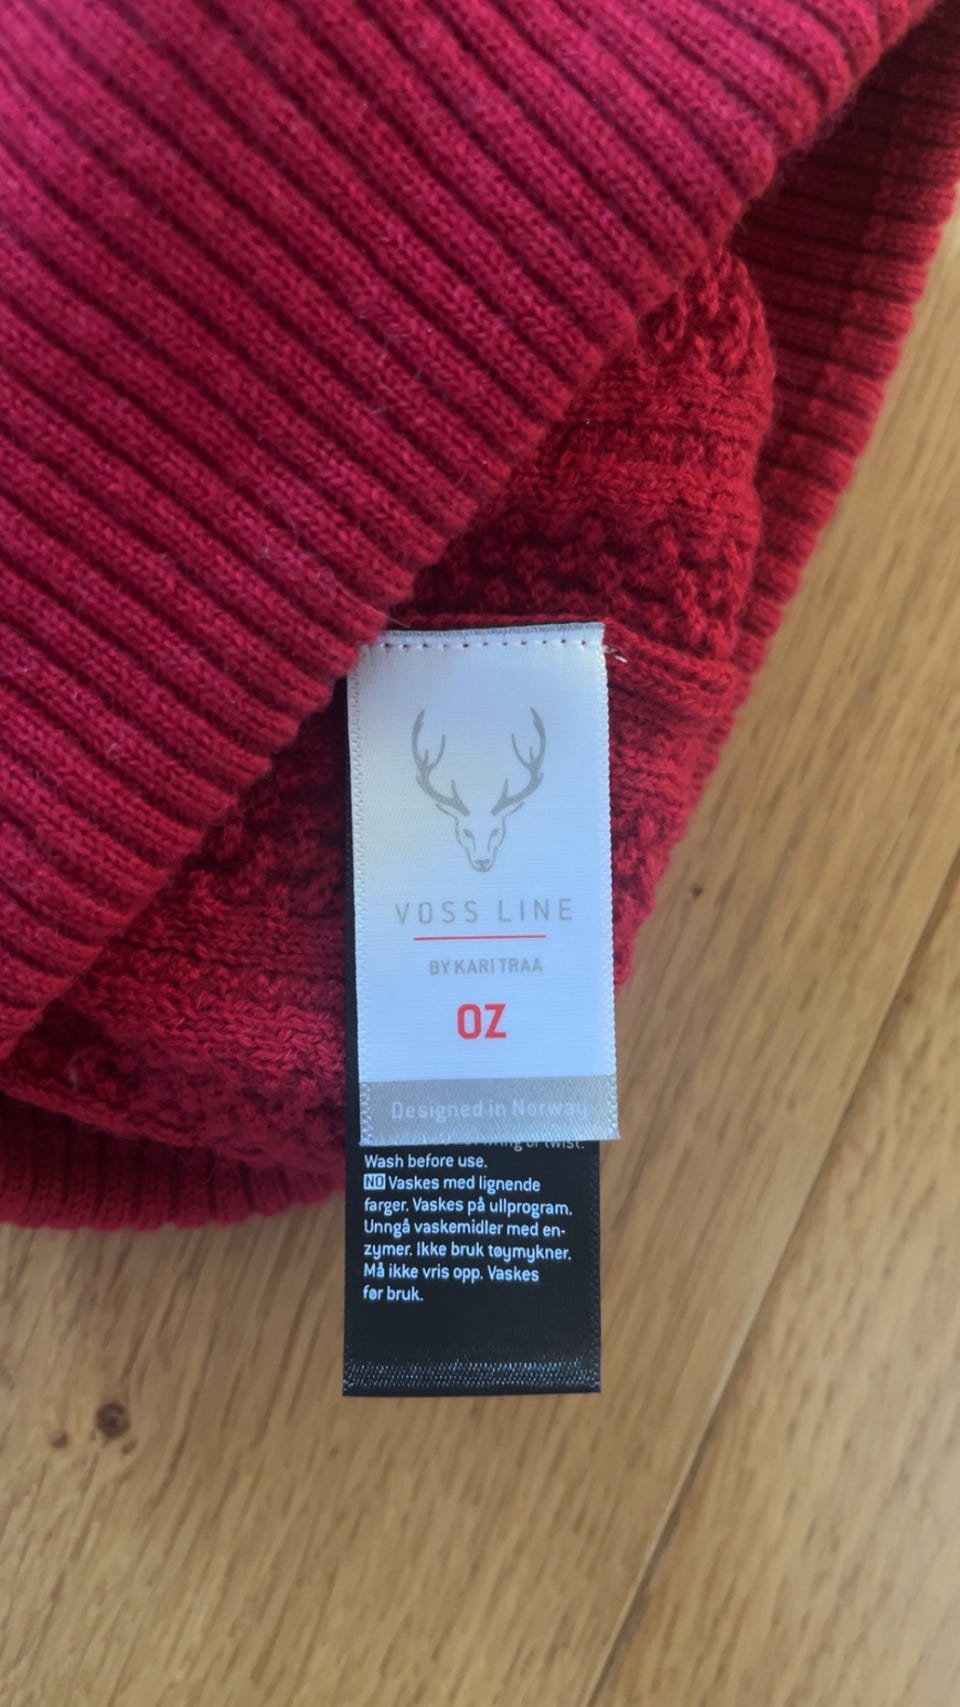 VOSS LINE
BY KARI TRAA
OZ
Designed in Norway
twist.
Wash before use.
NO Vaskes med lignende
farger. Vaskes på ullprogram.
Unngå vaskemidler med en-
zymer. Ikke bruk tøymykner.
Må ikke vris opp. Vaskes
før bruk.